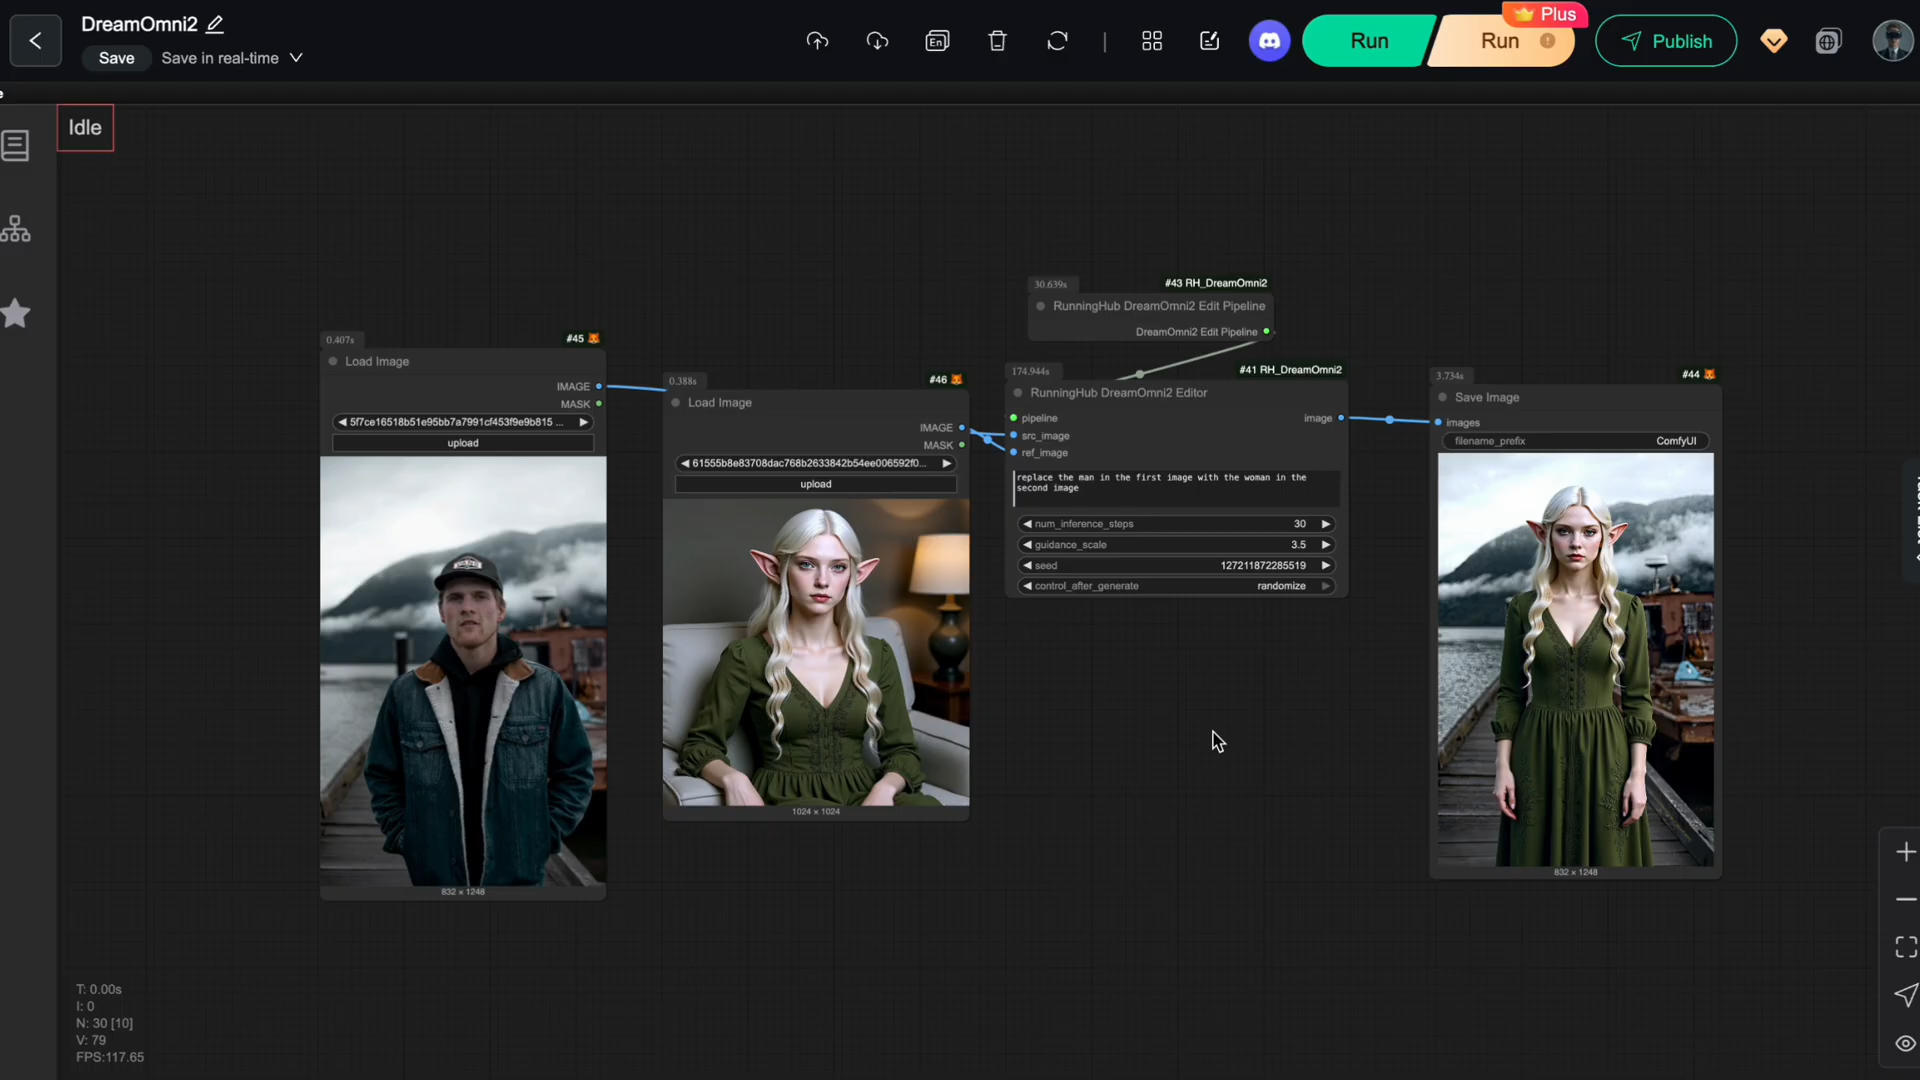 DreamOmni2
Save
Save in real-time
En
Run
Run
Plus
Publish
Idle
0.407s
#45
Load Image
IMAGE
MASK
5f7ce16518b51e95bb7a7991cf453f9e9b815 ...
upload
832 × 1248
0.388s
#46
Load Image
IMAGE
MASK
61555b8e83708dac768b2633842b54ee006592f0...
upload
1024 × 1024
30.639s
#43 RH_DreamOmni2
RunningHub DreamOmni2 Edit Pipeline
DreamOmni2 Edit Pipeline
174.944s
#41 RH_DreamOmni2
RunningHub DreamOmni2 Editor
pipeline
image
src_image
ref_image
replace the man in the first image with the woman in the
second image
num_inference_steps 30
guidance_scale 3.5
seed 127211872285519
control_after_generate randomize
3.734s
#44
Save Image
images
filename_prefix ComfyUI
832 × 1248
T: 0.00s
I: 0
N: 30 [10]
V: 79
FPS:117.65